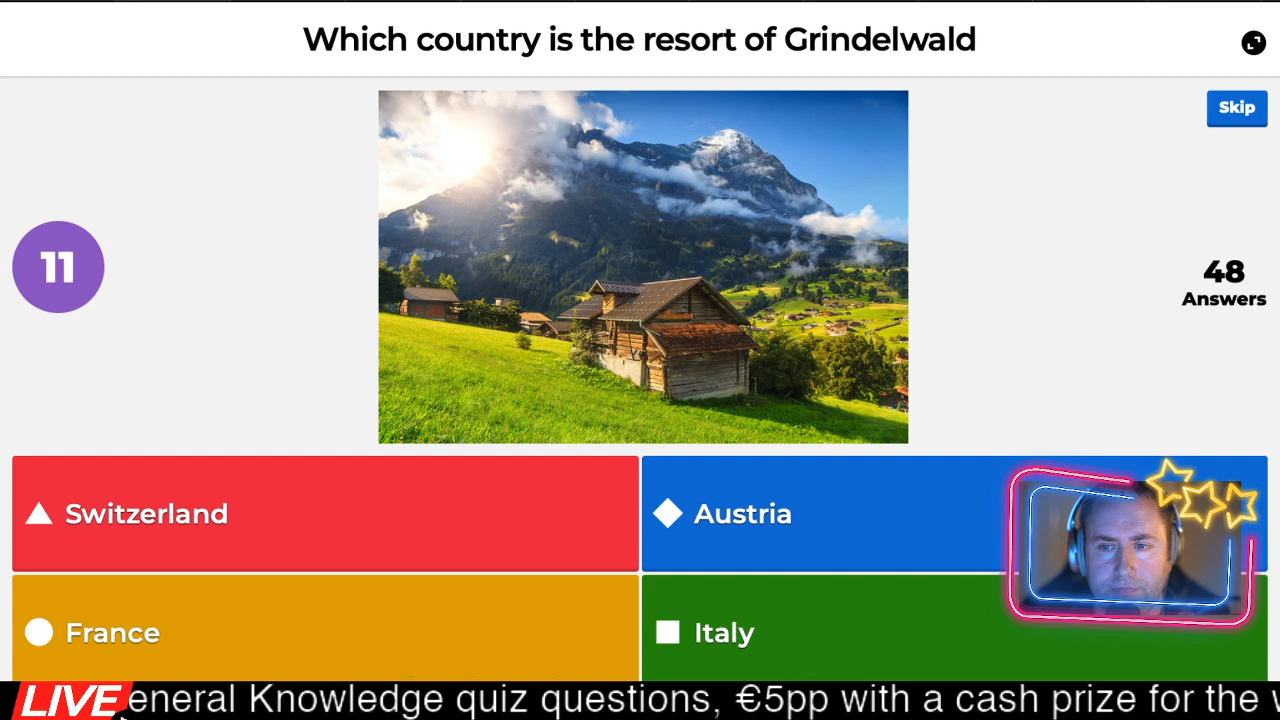 Which country is the resort of Grindelwald
Skip
11
48
Answers
Switzerland
Austria
France
Italy
LIVE
eneral Knowledge quiz questions, €5pp with a cash prize for the